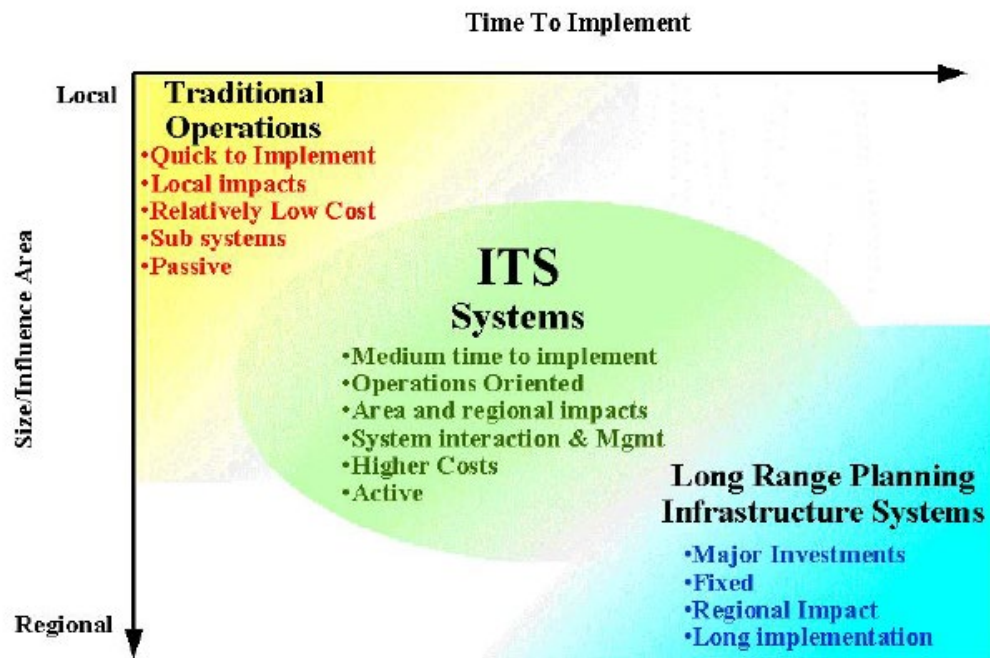 Time To Implement
Local
Size/Influence Area
Regional
Traditional
Operations
•Quick to Implement
•Local impacts
•Relatively Low Cost
•Sub systems
•Passive
ITS
Systems
•Medium time to implement
•Operations Oriented
•Area and regional impacts
•System interaction & Mgmt
•Higher Costs
•Active
Long Range Planning
Infrastructure Systems
•Major Investments
•Fixed
•Regional Impact
•Long implementation